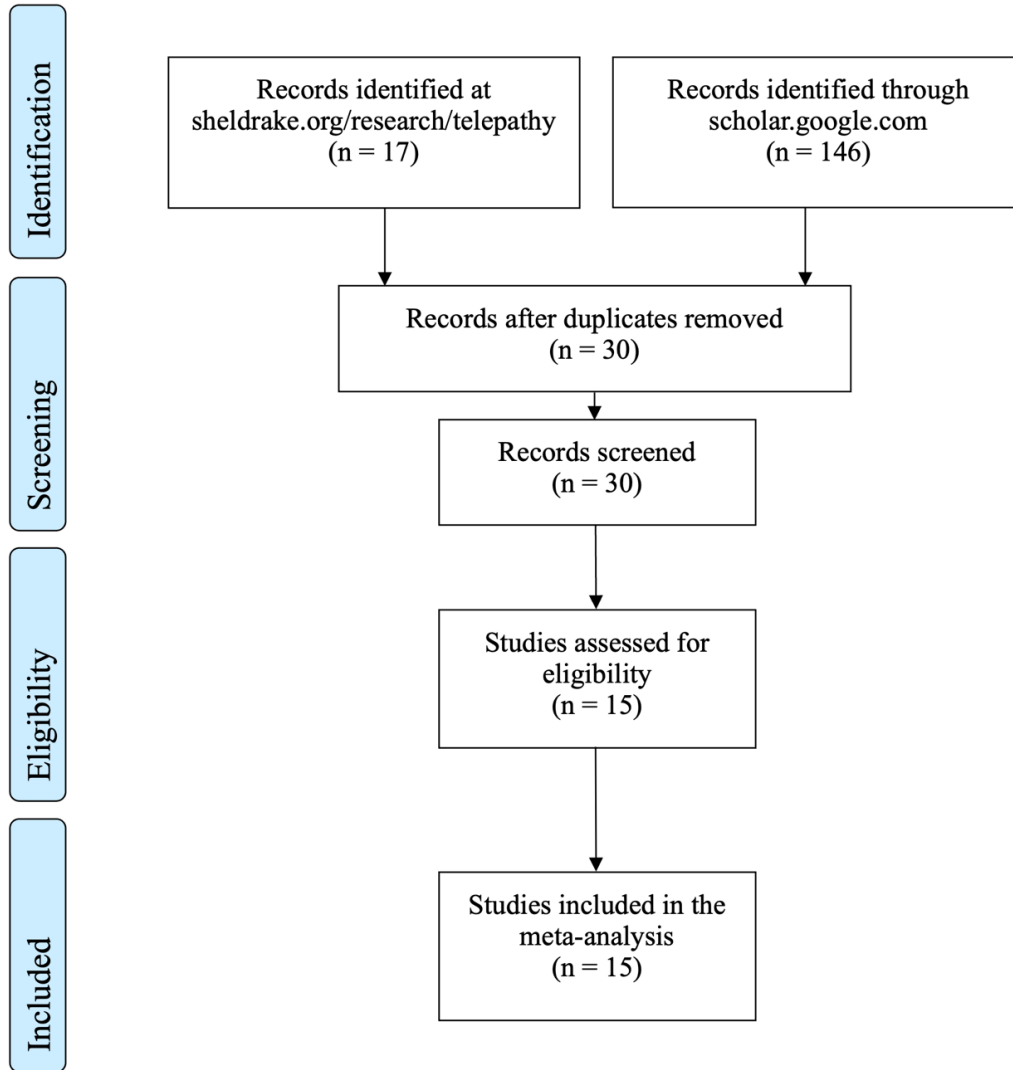 Identification
Records identified at
sheldrake.org/research/telepathy
(n = 17)
Records identified through
scholar.google.com
(n = 146)
Screening
Records after duplicates removed
(n = 30)
Records screened
(n = 30)
Eligibility
Studies assessed for
eligibility
(n = 15)
Included
Studies included in the
meta-analysis
(n = 15)